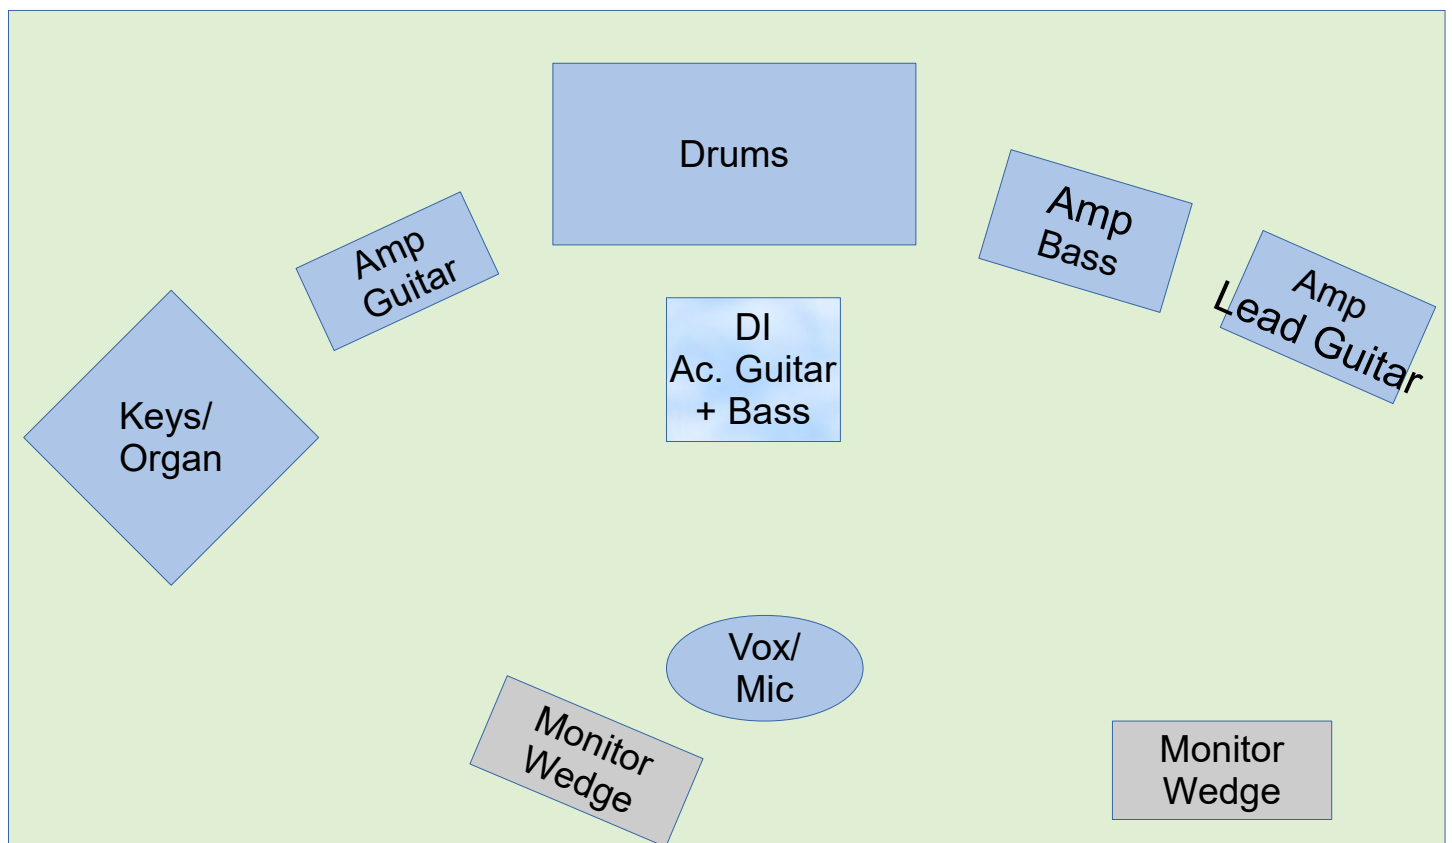 Drums
Amp
Bass
Amp
Guitar
Amp
Lead Guitar
DI
Ac. Guitar
+ Bass
Keys/
Organ
Vox/
Mic
Monitor
Wedge
Monitor
Wedge